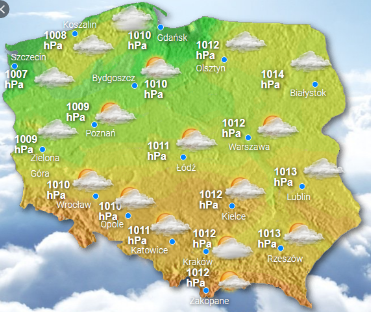 1008
hPa
Koszalin
1010
hPa
Gdańsk
1012
hPa
Olsztyn
Szczecin
1007
hPa
Bydgoszcz
1010
hPa
1014
hPa
Białystok
1009
hPa
Poznań
1009
hPa
Zielona
Góra
1011
hPa
Łódź
1012
hPa
Warszawa
1010
hPa
Wrocław
1010
hPa
Opole
1012
hPa
Kielce
1013
hPa
Lublin
1011
hPa
Katowice
1012
hPa
Kraków
1013
hPa
Rzeszów
1012
hPa
Zakopane